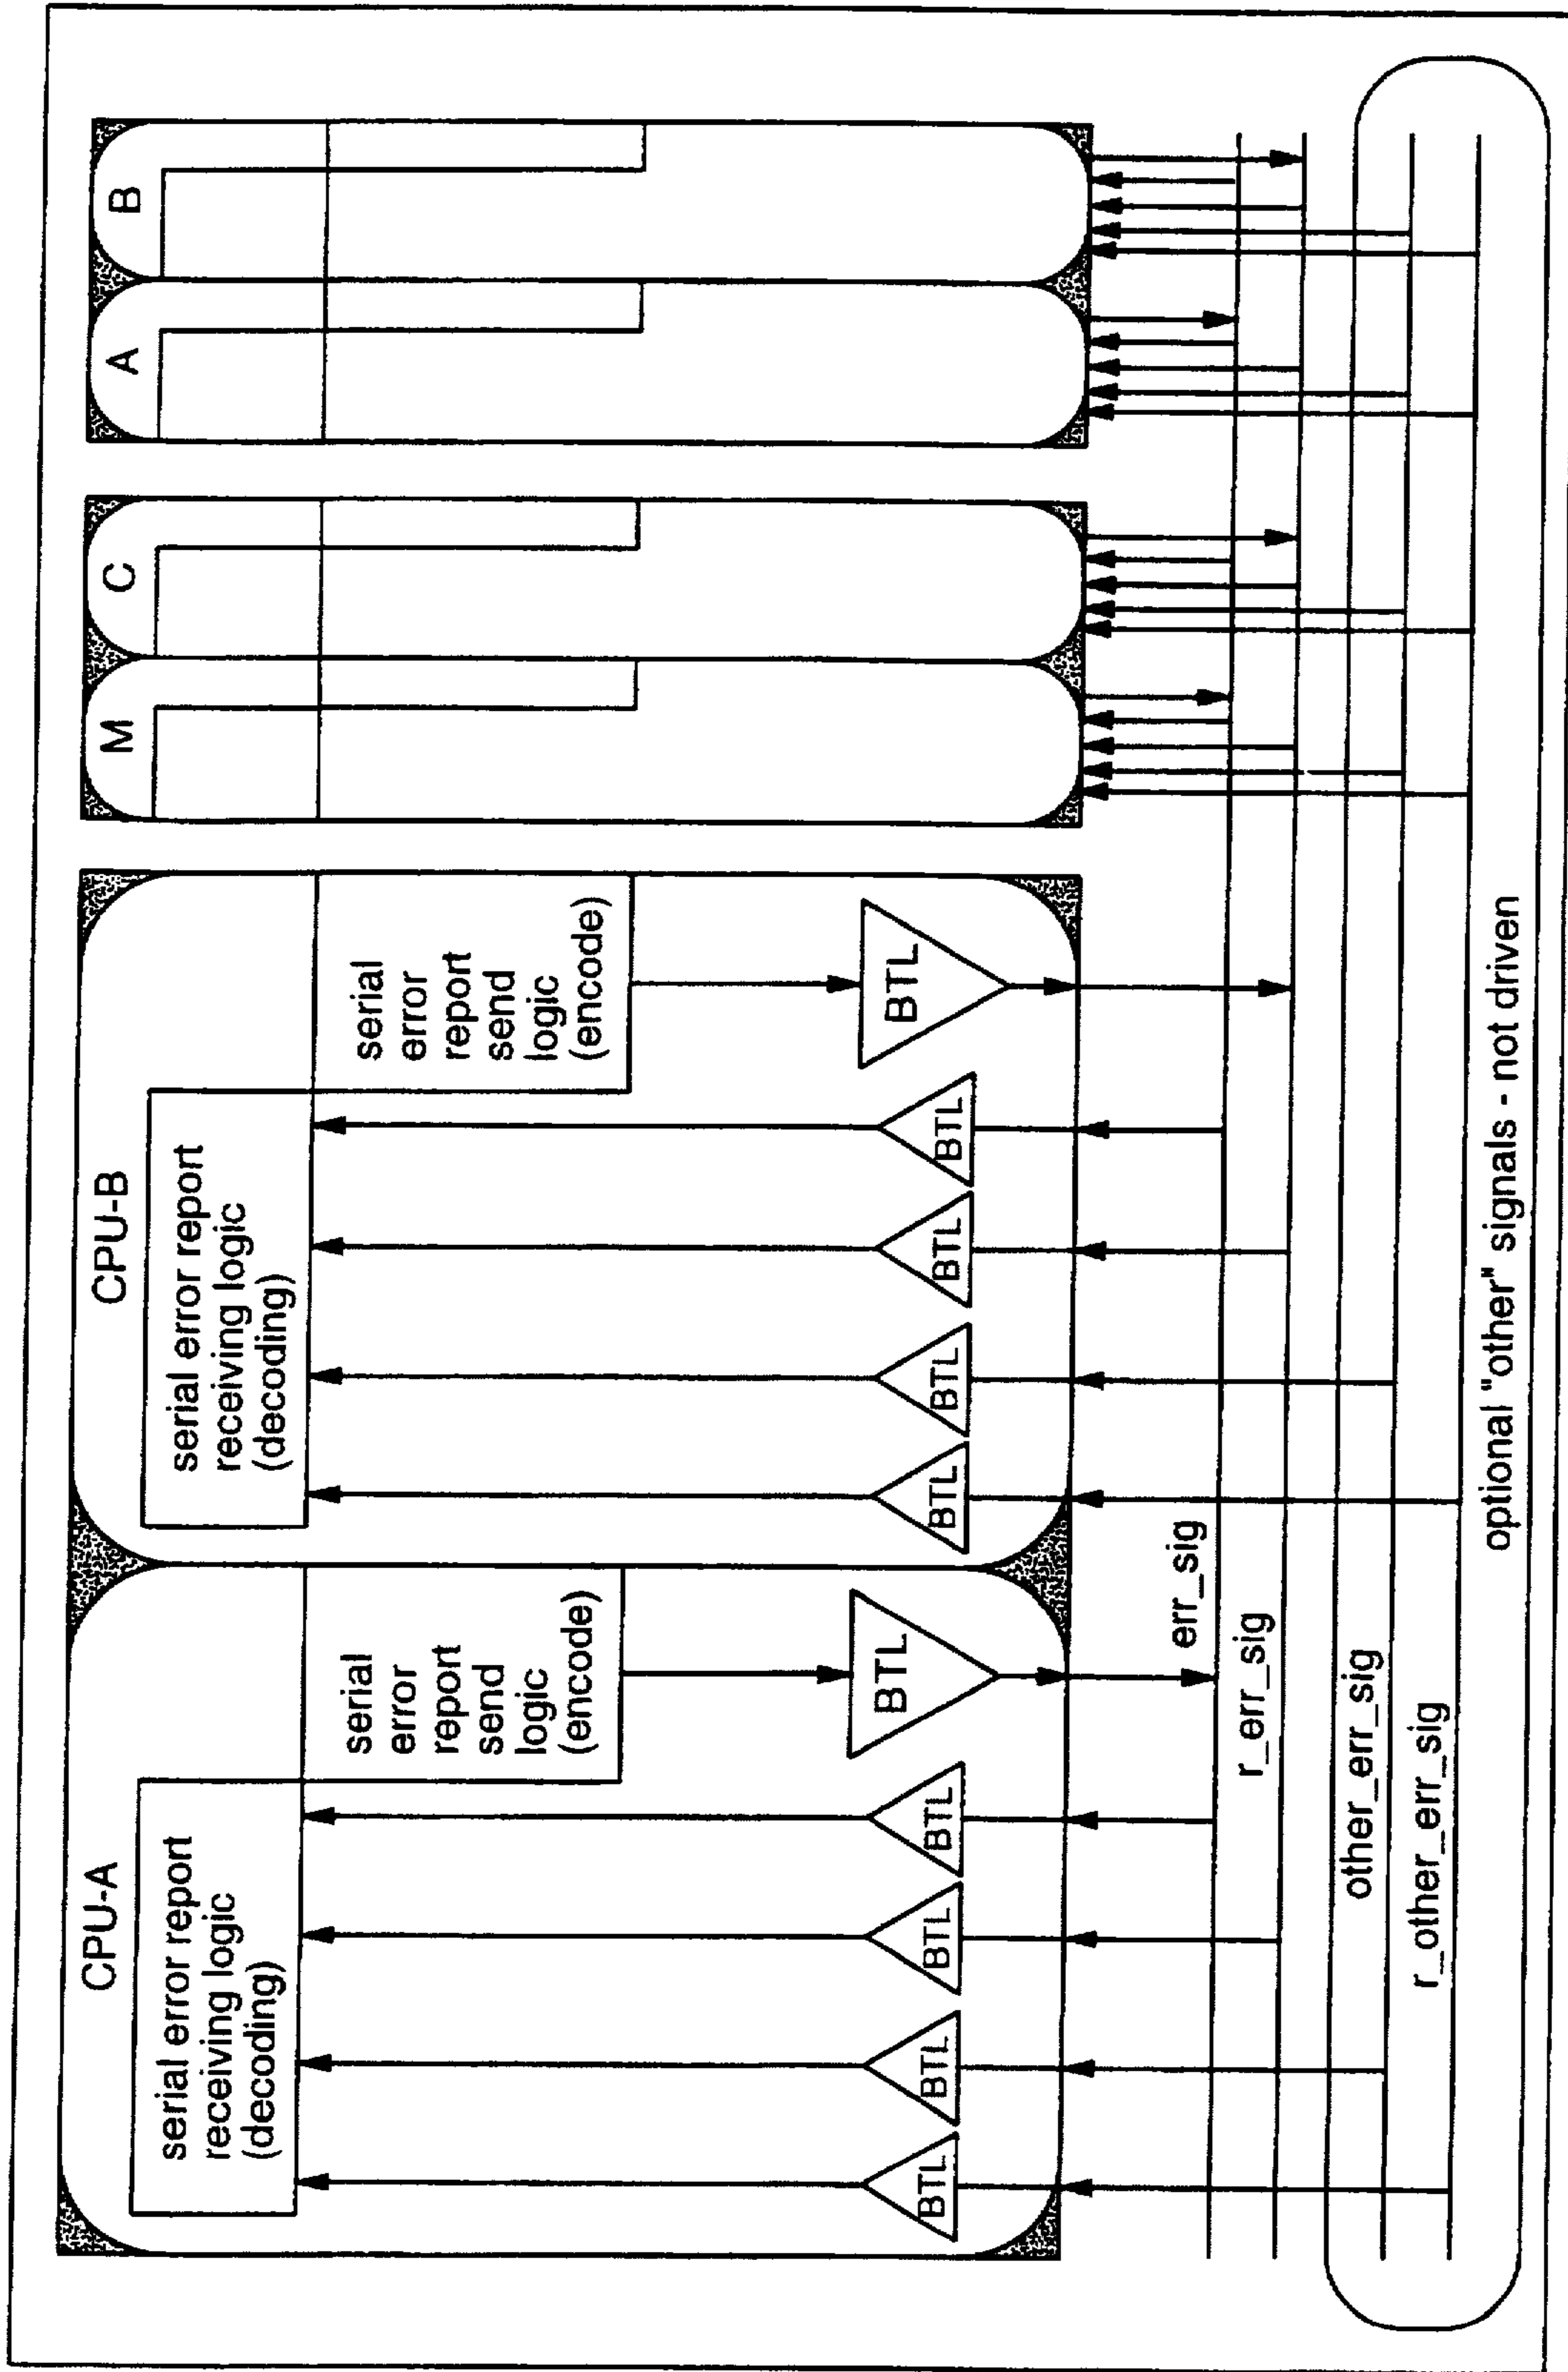 CPU-A
serial error report
receiving logic
(decoding)
serial
error
report
send
logic
(encode)
BTL
BTL
BTL
BTL
BTL
CPU-B
serial error report
receiving logic
(decoding)
serial
error
report
send
logic
(encode)
BTL
BTL
BTL
BTL
BTL
M
C
A
B
err_sig
r_err_sig
other_err_sig
r_other_err_sig
optional "other" signals - not driven